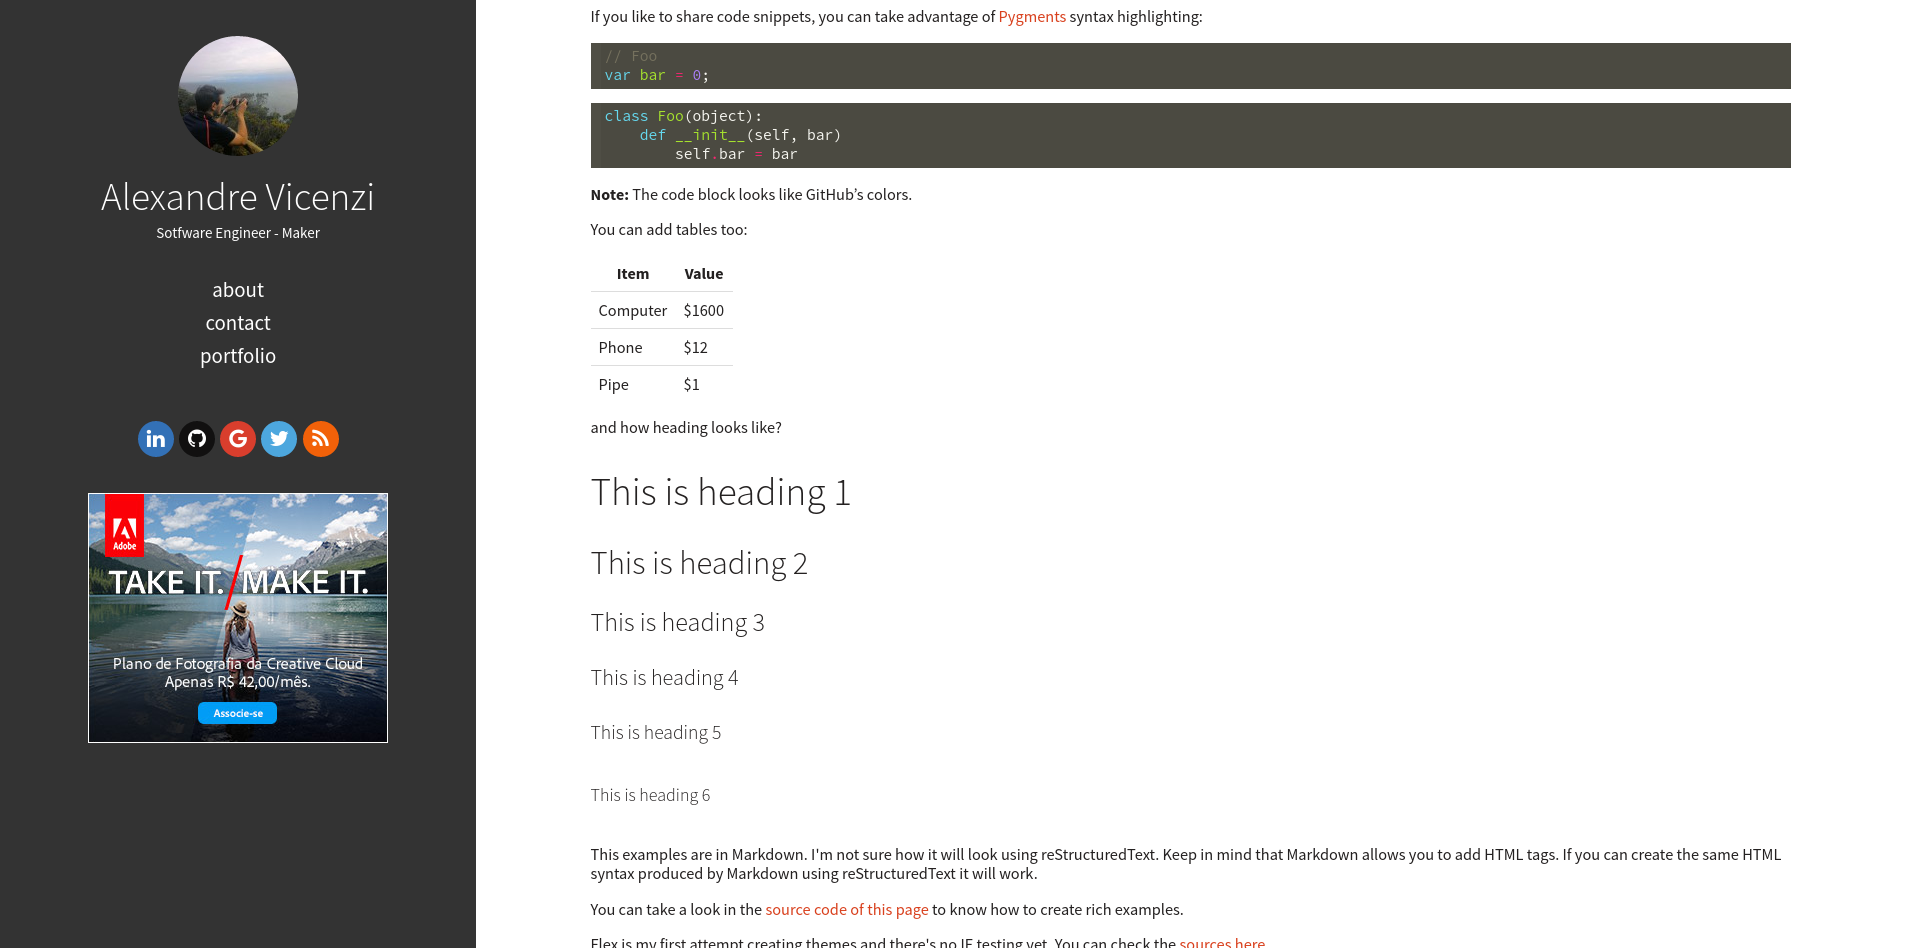 Alexandre Vicenzi
Sotfware Engineer - Maker
about
contact
portfolio
Adobe
TAKE IT. / MAKE IT.
Plano de Fotografia da Creative Cloud
Apenas R$ 42,00/mês.
Associe-se
If you like to share code snippets, you can take advantage of Pygments syntax highlighting:
// Foo
var bar = 0;
class Foo(object):
    def __init__(self, bar)
        self.bar = bar
Note: The code block looks like GitHub’s colors.
You can add tables too:
Item Value
Computer $1600
Phone $12
Pipe $1
and how heading looks like?
This is heading 1
This is heading 2
This is heading 3
This is heading 4
This is heading 5
This is heading 6
This examples are in Markdown. I'm not sure how it will look using reStructuredText. Keep in mind that Markdown allows you to add HTML tags. If you can create the same HTML
syntax produced by Markdown using reStructuredText it will work.
You can take a look in the source code of this page to know how to create rich examples.
Flex is my first attempt creating themes and there's no IE testing yet. You can check the sources here